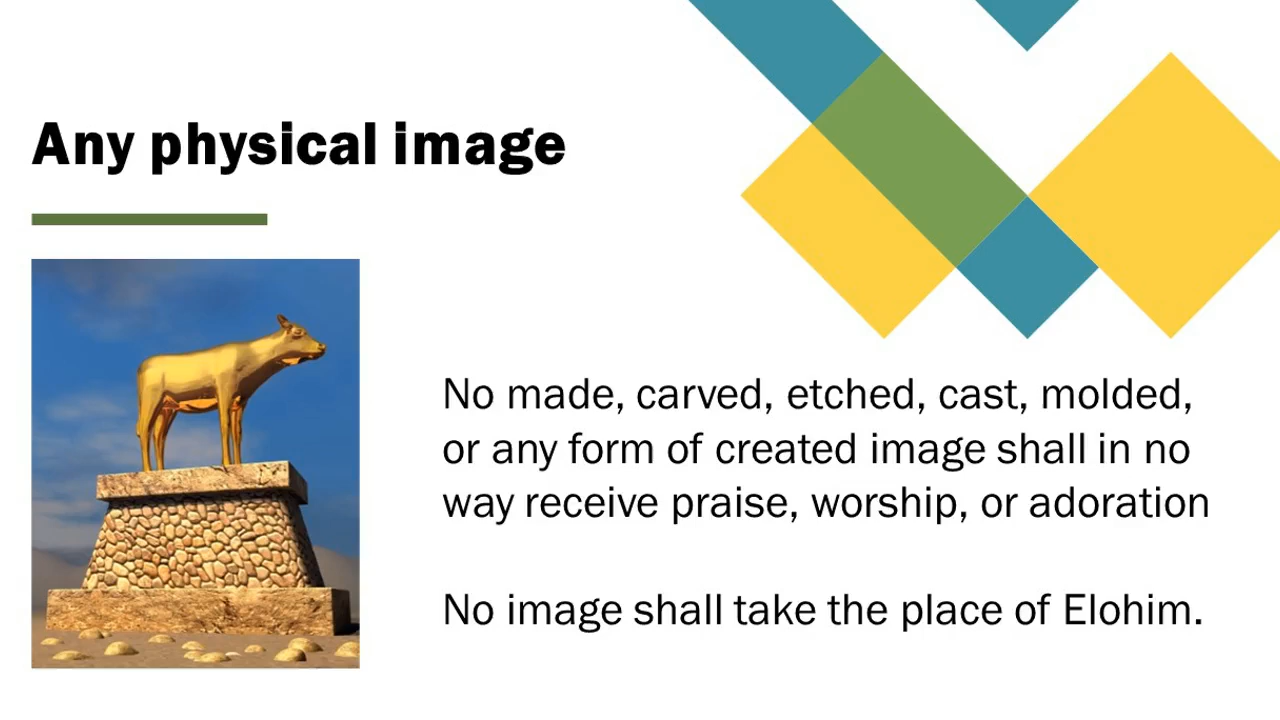 Any physical image
No made, carved, etched, cast, molded,
or any form of created image shall in no
way receive praise, worship, or adoration
No image shall take the place of Elohim.